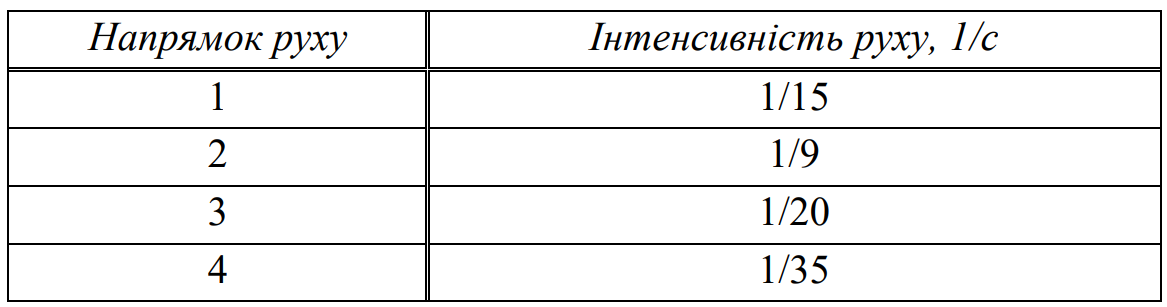 Напрямок руху Інтенсивність руху, 1/с
1 1/15
2 1/9
3 1/20
4 1/35